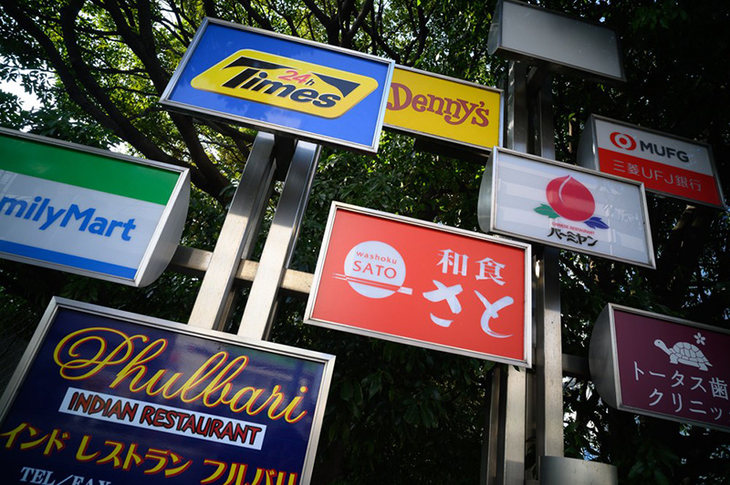 24h
Times
Denny's
MUFG
三菱UFJ銀行
milyMart
CHINESE RESTAURANT
バーミヤン
washoku
SATO
和食
さと
トータス歯
クリニッ
Phulbari
INDIAN RESTAURANT
インド レストラン フルバリ
TEL/FAX